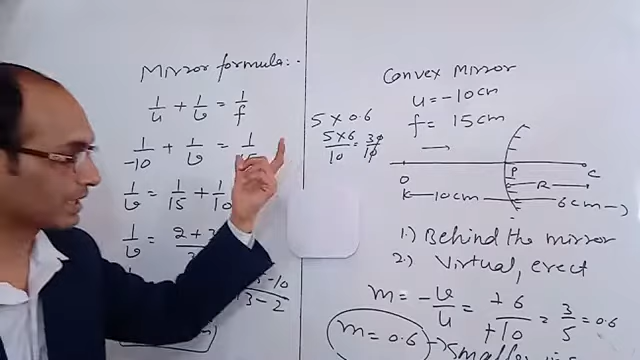 Mirror formula:-
1/u + 1/v = 1/f
1/-10 + 1/v = 1/15
1/v = 1/15 + 1/10
1/v = 2+3
5 x 0.6
5x6/10 = 30/10
Convex Mirror
u = -10cm
f = 15cm
O P R C
10cm 6cm
1.) Behind the mirror
2.) Virtual, erect
m = -v/u = +6/+10 = 3/5 = 0.6
m = 0.6 → smaller